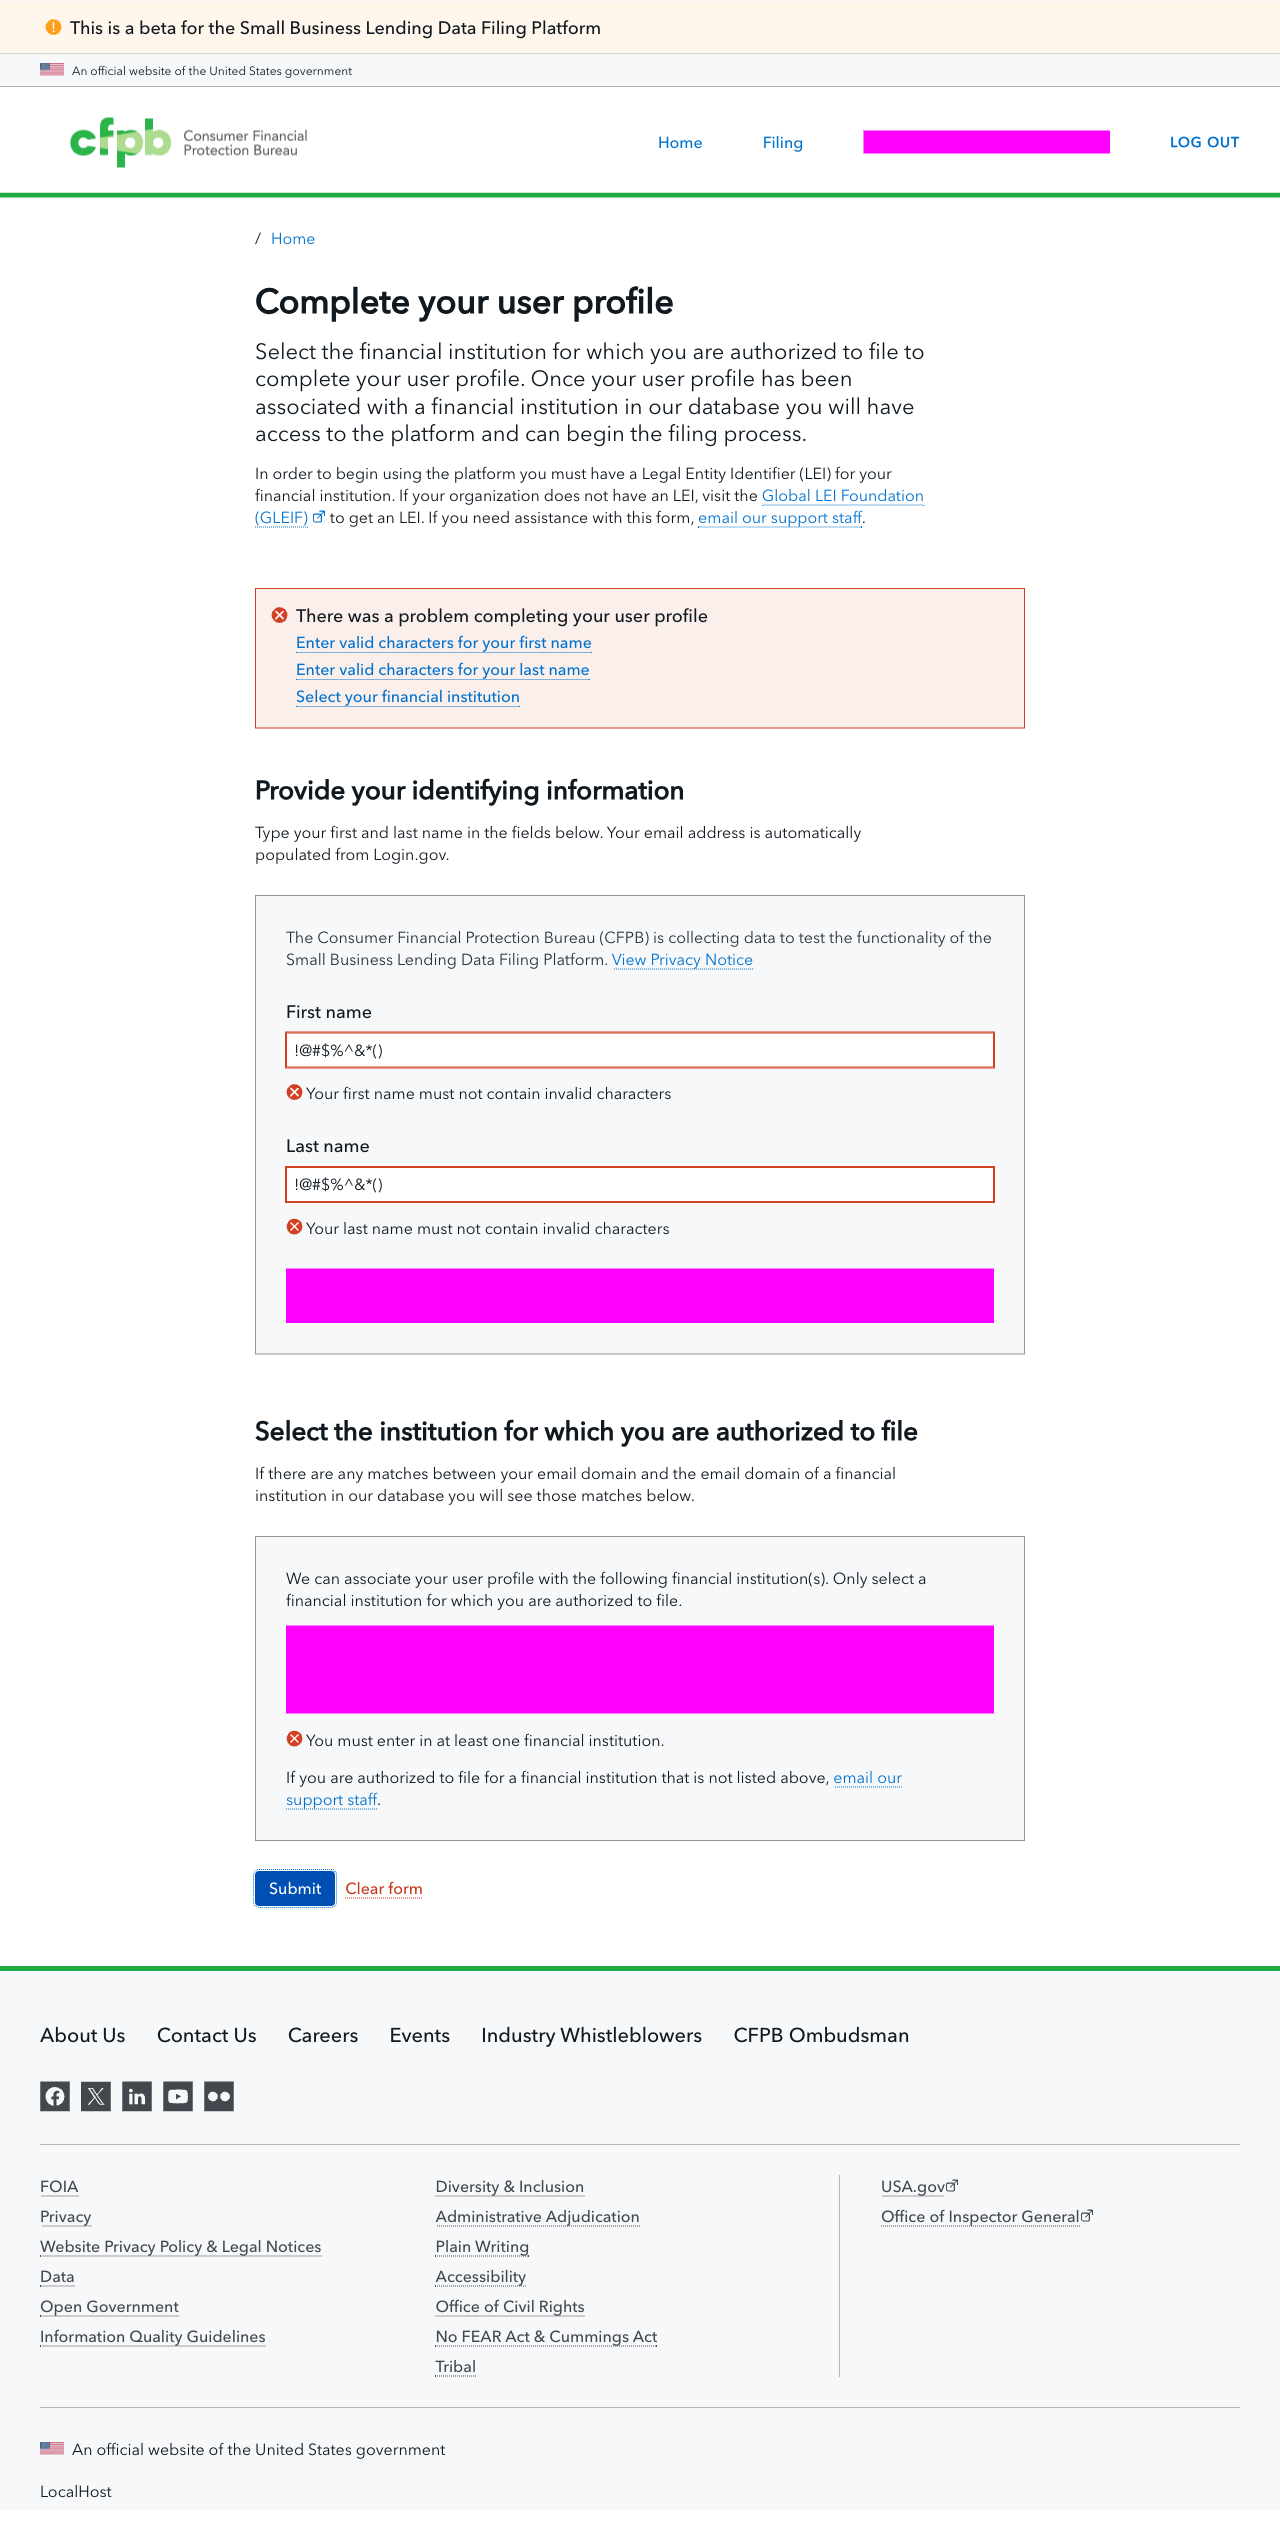 This is a beta for the Small Business Lending Data Filing Platform
An official website of the United States government
cfpb Consumer Financial
Protection Bureau
Home
Filing
LOG OUT
/ Home
Complete your user profile
Select the financial institution for which you are authorized to file to
complete your user profile. Once your user profile has been
associated with a financial institution in our database you will have
access to the platform and can begin the filing process.
In order to begin using the platform you must have a Legal Entity Identifier (LEI) for your
financial institution. If your organization does not have an LEI, visit the Global LEI Foundation
(GLEIF) to get an LEI. If you need assistance with this form, email our support staff.
There was a problem completing your user profile
Enter valid characters for your first name
Enter valid characters for your last name
Select your financial institution
Provide your identifying information
Type your first and last name in the fields below. Your email address is automatically
populated from Login.gov.
The Consumer Financial Protection Bureau (CFPB) is collecting data to test the functionality of the
Small Business Lending Data Filing Platform. View Privacy Notice
First name
!@#$%^&*()
Your first name must not contain invalid characters
Last name
!@#$%^&*()
Your last name must not contain invalid characters
Select the institution for which you are authorized to file
If there are any matches between your email domain and the email domain of a financial
institution in our database you will see those matches below.
We can associate your user profile with the following financial institution(s). Only select a
financial institution for which you are authorized to file.
You must enter in at least one financial institution.
If you are authorized to file for a financial institution that is not listed above, email our
support staff.
Submit
Clear form
About Us
Contact Us
Careers
Events
Industry Whistleblowers
CFPB Ombudsman
FOIA
Privacy
Website Privacy Policy & Legal Notices
Data
Open Government
Information Quality Guidelines
Diversity & Inclusion
Administrative Adjudication
Plain Writing
Accessibility
Office of Civil Rights
No FEAR Act & Cummings Act
Tribal
USA.gov
Office of Inspector General
An official website of the United States government
LocalHost